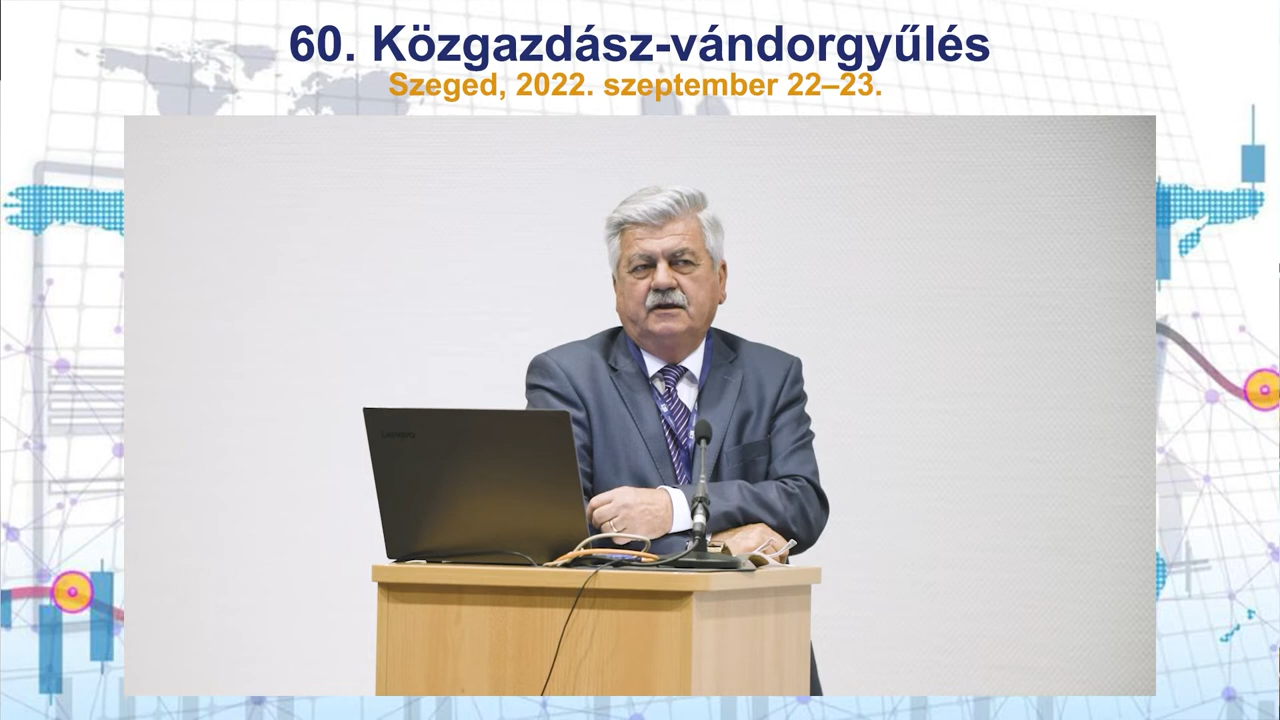 60. Közgazdász-vándorgyűlés
Szeged, 2022. szeptember 22–23.